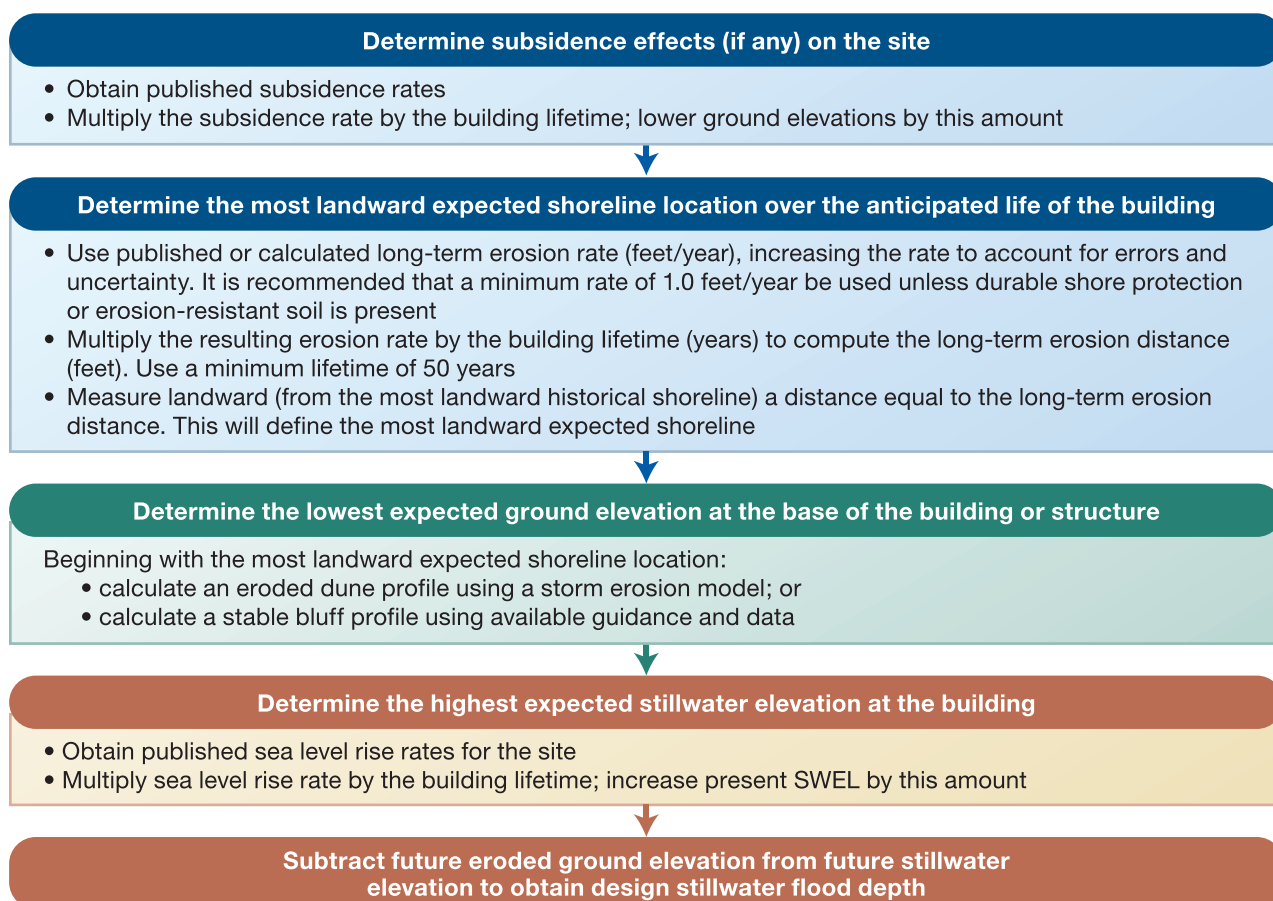 Determine subsidence effects (if any) on the site
• Obtain published subsidence rates
• Multiply the subsidence rate by the building lifetime; lower ground elevations by this amount
Determine the most landward expected shoreline location over the anticipated life of the building
• Use published or calculated long-term erosion rate (feet/year), increasing the rate to account for errors and
uncertainty. It is recommended that a minimum rate of 1.0 feet/year be used unless durable shore protection
or erosion-resistant soil is present
• Multiply the resulting erosion rate by the building lifetime (years) to compute the long-term erosion distance
(feet). Use a minimum lifetime of 50 years
• Measure landward (from the most landward historical shoreline) a distance equal to the long-term erosion
distance. This will define the most landward expected shoreline
Determine the lowest expected ground elevation at the base of the building or structure
Beginning with the most landward expected shoreline location:
• calculate an eroded dune profile using a storm erosion model; or
• calculate a stable bluff profile using available guidance and data
Determine the highest expected stillwater elevation at the building
• Obtain published sea level rise rates for the site
• Multiply sea level rise rate by the building lifetime; increase present SWEL by this amount
Subtract future eroded ground elevation from future stillwater
elevation to obtain design stillwater flood depth